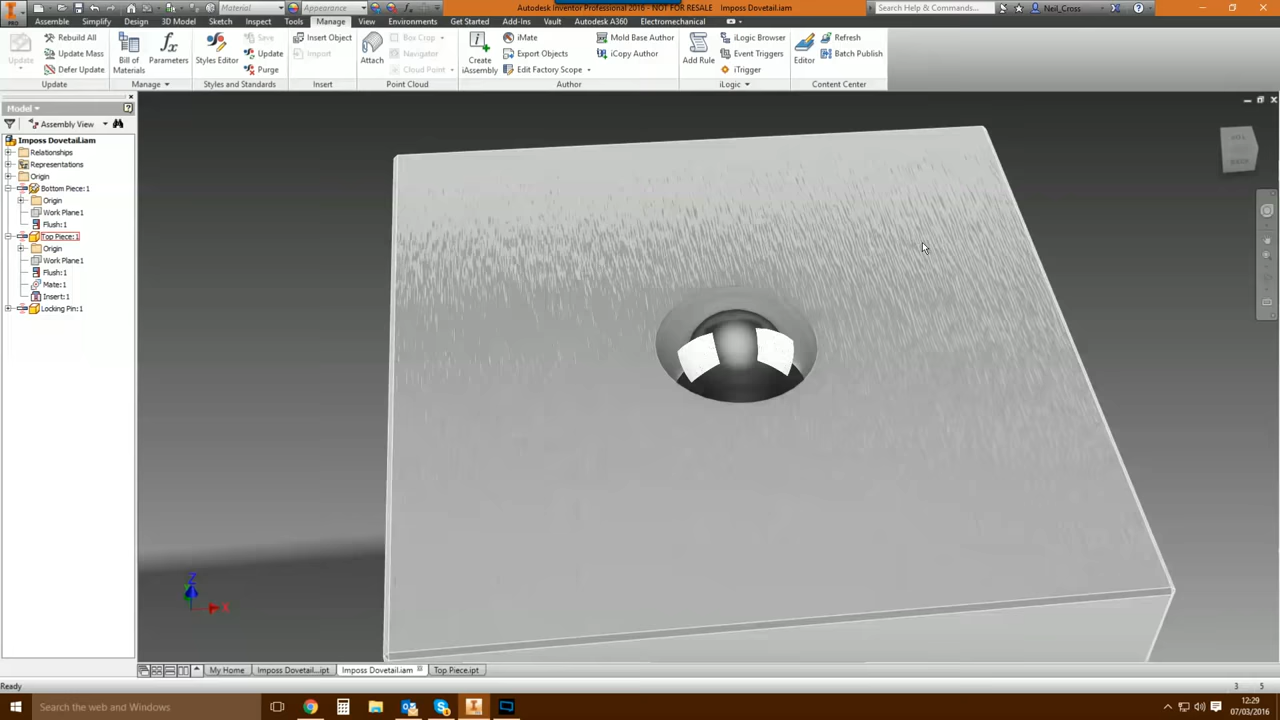 Autodesk Inventor Professional 2016 - NOT FOR RESALE Imposs Dovetail.iam
Material
Appearance
Search Help & Commands...
Neil_Cross
PRO
Assemble Simplify Design 3D Model Sketch Inspect Tools Manage View Environments Get Started Add-Ins Vault Autodesk A360 Electromechanical
Update
Rebuild All
Update Mass
Defer Update
Update
Bill of Materials
Parameters
Manage
Styles Editor
Save
Update
Purge
Styles and Standards
Insert Object
Import
Insert
Attach
Box Crop
Navigator
Cloud Point
Point Cloud
Create iAssembly
iMate
Export Objects
Edit Factory Scope
Mold Base Author
iCopy Author
Author
Add Rule
iLogic Browser
Event Triggers
iTrigger
iLogic
Editor
Refresh
Batch Publish
Content Center
Model
Assembly View
Imposs Dovetail.iam
Relationships
Representations
Origin
Bottom Piece:1
Origin
Work Plane1
Flush:1
Top Piece:1
Origin
Work Plane1
Flush:1
Mate:1
Insert:1
Locking Pin:1
BACK
Z
X
My Home Imposs Dovetail...ipt Imposs Dovetail.iam Top Piece.ipt
Ready
3 5
Search the web and Windows
12:29
07/03/2016